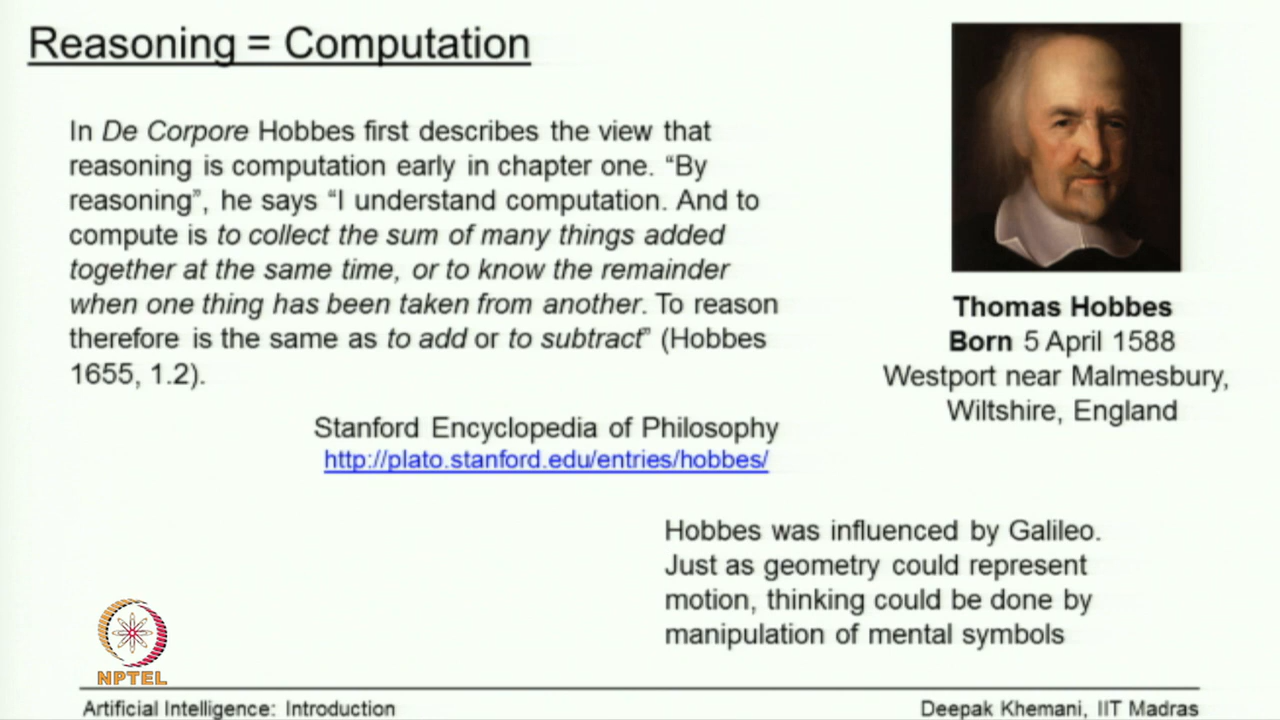 Reasoning = Computation
In De Corpore Hobbes first describes the view that
reasoning is computation early in chapter one. “By
reasoning”, he says “I understand computation. And to
compute is to collect the sum of many things added
together at the same time, or to know the remainder
when one thing has been taken from another. To reason
therefore is the same as to add or to subtract” (Hobbes
1655, 1.2).
Stanford Encyclopedia of Philosophy
http://plato.stanford.edu/entries/hobbes/
Thomas Hobbes
Born 5 April 1588
Westport near Malmesbury,
Wiltshire, England
Hobbes was influenced by Galileo.
Just as geometry could represent
motion, thinking could be done by
manipulation of mental symbols
NPTEL
Artificial Intelligence: Introduction
Deepak Khemani, IIT Madras